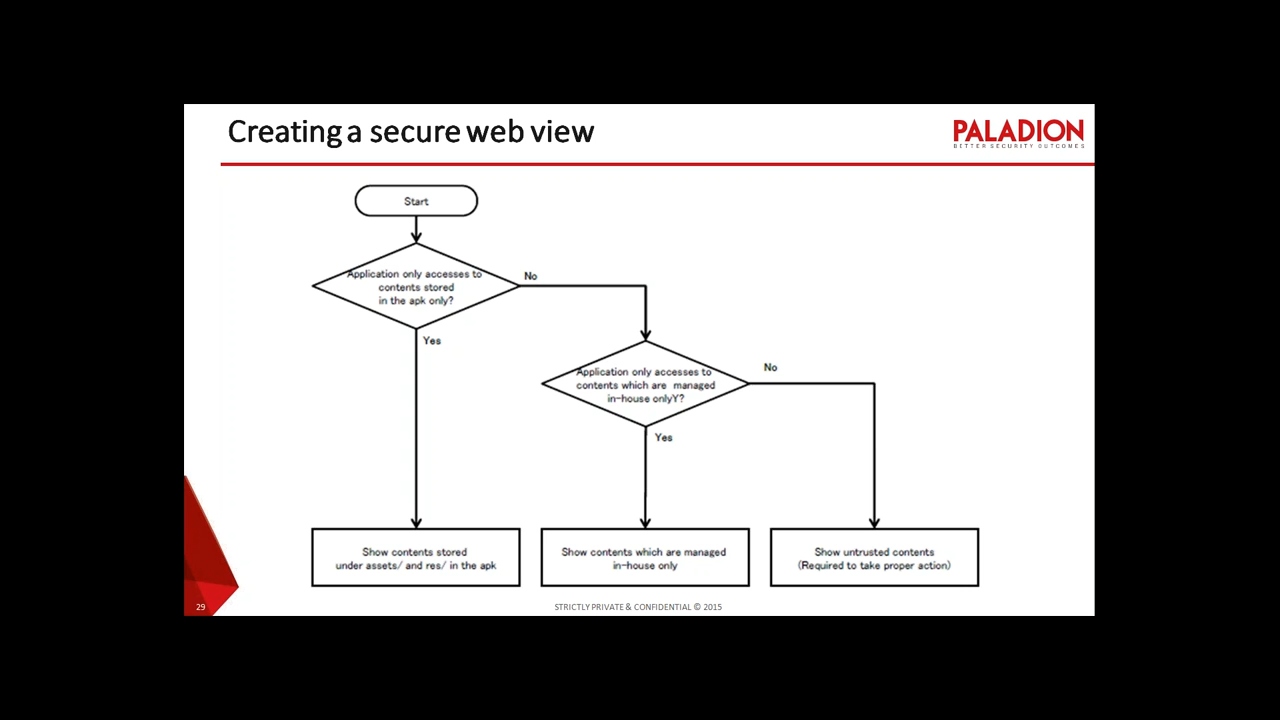 Creating a secure web view
PALADION
BETTER SECURITY OUTCOMES
Start
Application only accesses to
contents stored
in the apk only?
No
Yes
Application only accesses to
contents which are managed
in-house onlyY?
No
Yes
Show contents stored
under assets/ and res/ in the apk
Show contents which are managed
in-house only
Show untrusted contents
(Required to take proper action)
29
STRICTLY PRIVATE & CONFIDENTIAL © 2015